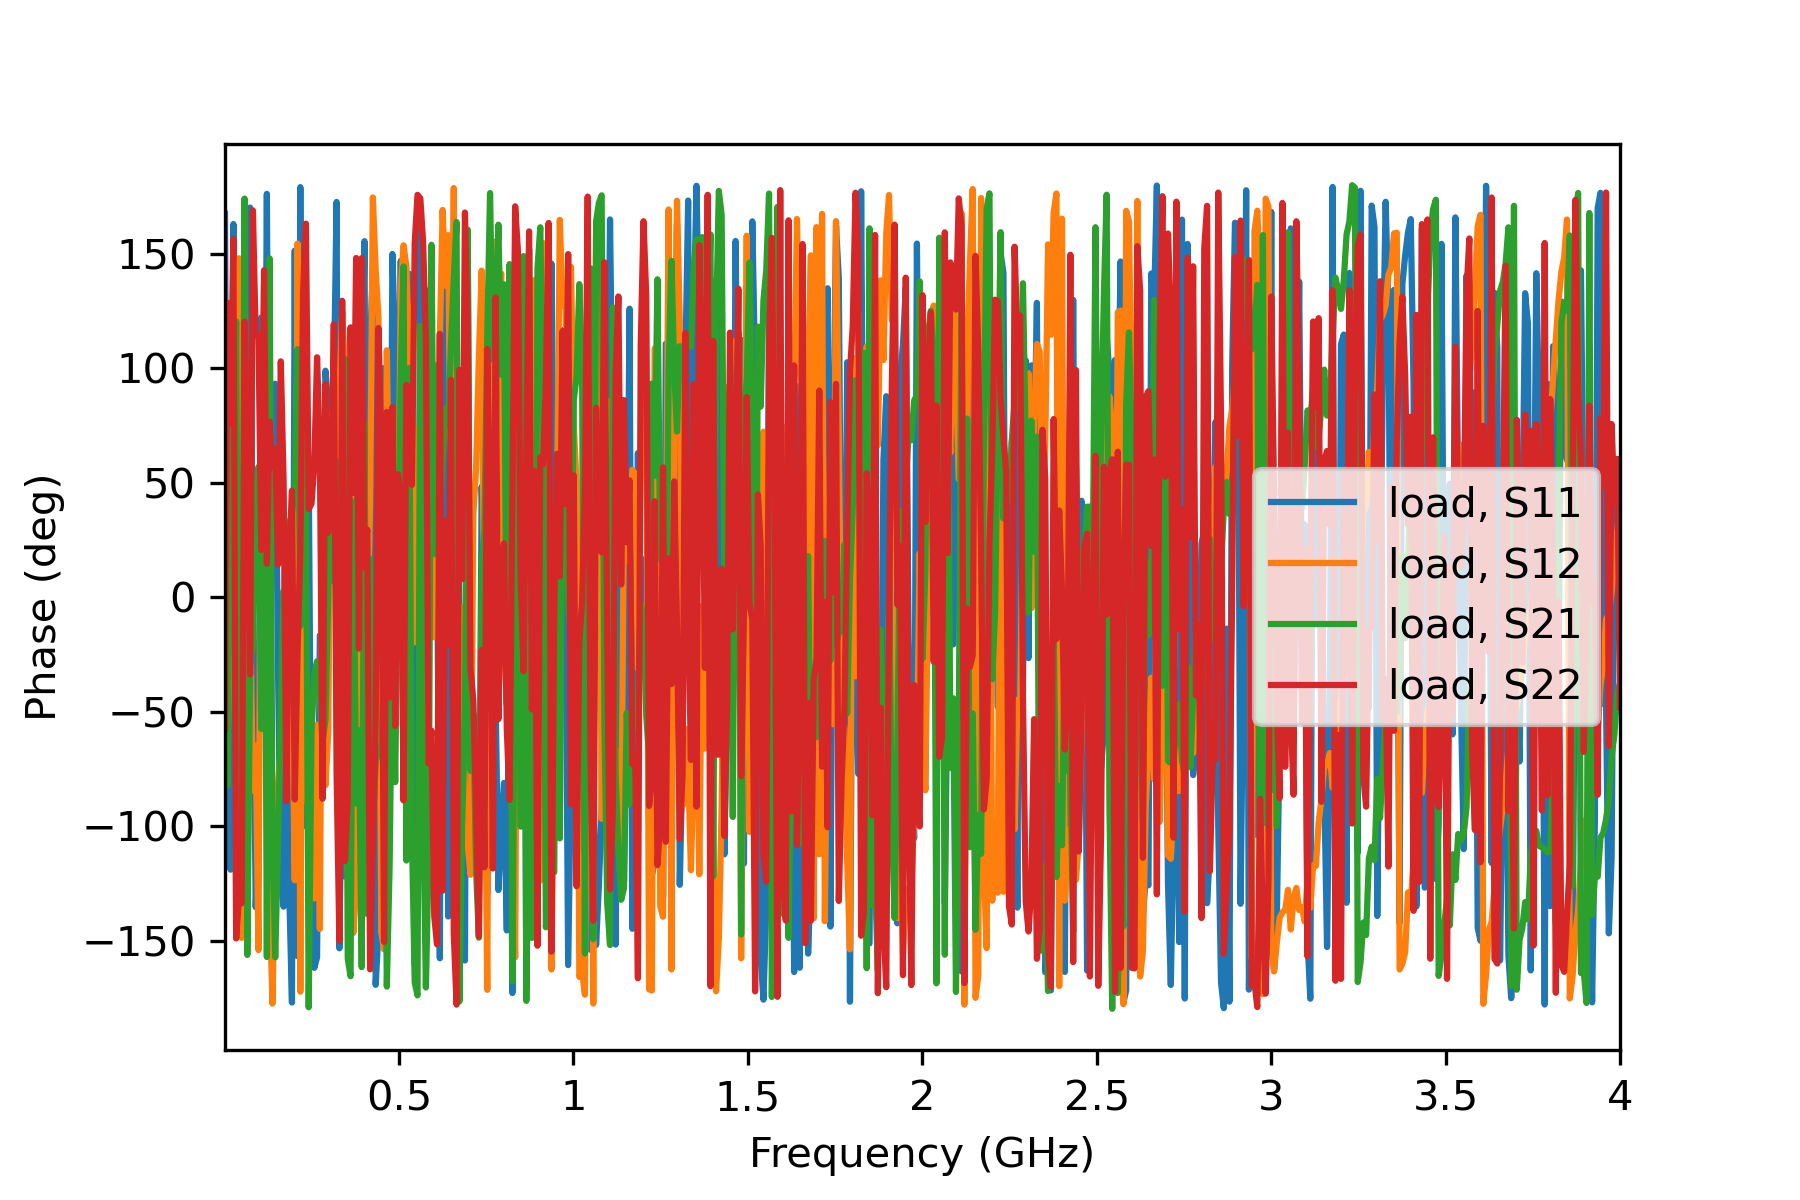 Phase (deg)
150
100
50
0
−50
−100
−150
load, S11
load, S12
load, S21
load, S22
0.5
1
1.5
2
2.5
3
3.5
4
Frequency (GHz)